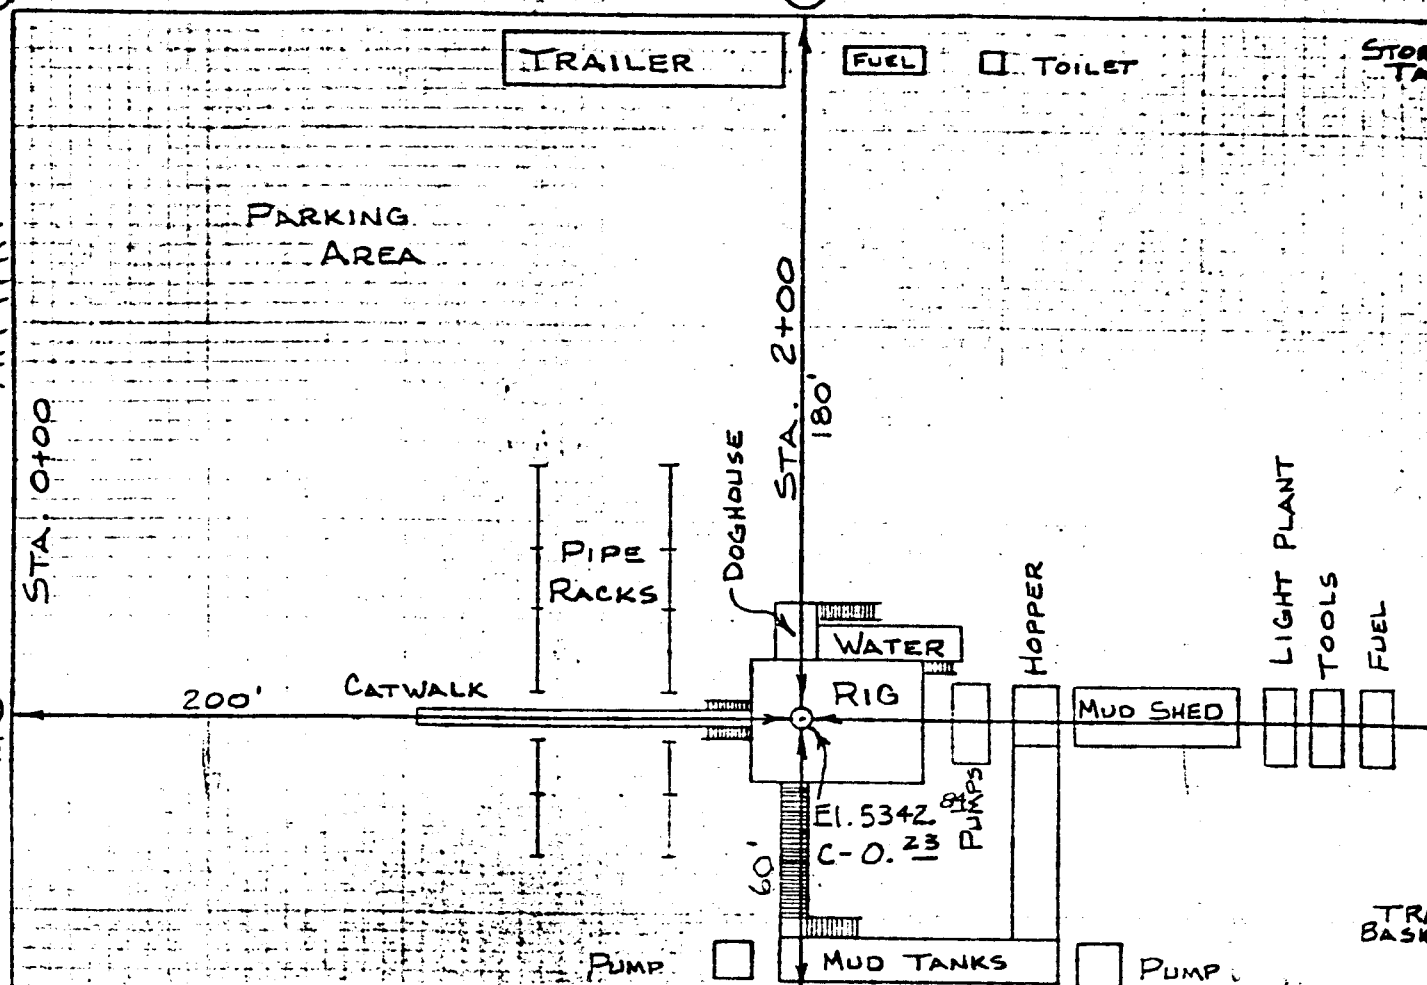 TRAILER
FUEL
TOILET
PARKING
AREA
STA. 2+00
180'
STA. 0+00
DOGHOUSE
PIPE
RACKS
LIGHT PLANT
TOOLS
FUEL
HOPPER
WATER
200'
CATWALK
RIG
MUD SHED
El. 5342.84
C-0.23
PUMPS
60'
PUMP
MUD TANKS
PUMP